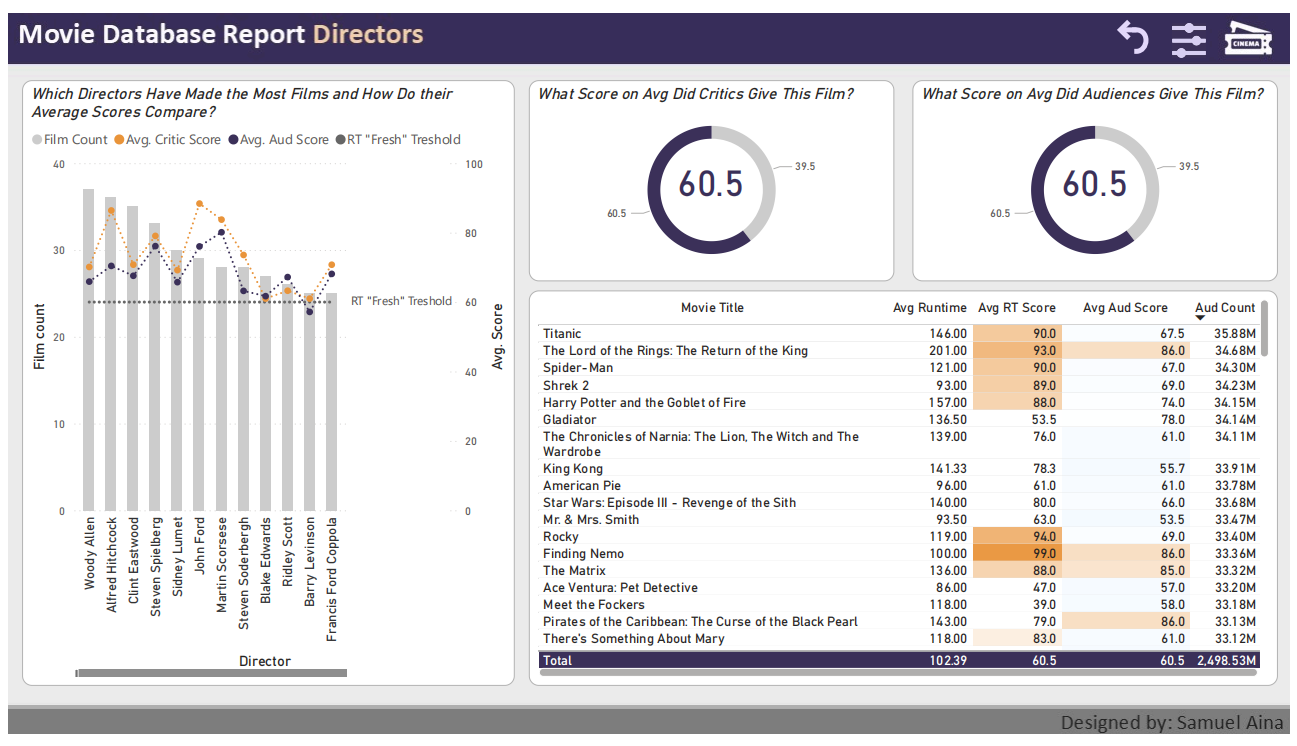 Movie Database Report Directors
CINEMA
Which Directors Have Made the Most Films and How Do their
Average Scores Compare?
Film Count Avg. Critic Score Avg. Aud Score RT "Fresh" Treshold
40
30
20
10
0
100
80
60
40
20
0
RT "Fresh" Treshold
Film count
Avg. Score
Woody Allen
Alfred Hitchcock
Clint Eastwood
Steven Spielberg
Sidney Lumet
John Ford
Martin Scorsese
Steven Soderbergh
Blake Edwards
Ridley Scott
Barry Levinson
Francis Ford Coppola
Director
What Score on Avg Did Critics Give This Film?
60.5
39.5
60.5
What Score on Avg Did Audiences Give This Film?
60.5
39.5
60.5
Movie Title Avg Runtime Avg RT Score Avg Aud Score Aud Count
Titanic 146.00 90.0 67.5 35.88M
The Lord of the Rings: The Return of the King 201.00 93.0 86.0 34.68M
Spider-Man 121.00 90.0 67.0 34.30M
Shrek 2 93.00 89.0 69.0 34.23M
Harry Potter and the Goblet of Fire 157.00 88.0 74.0 34.15M
Gladiator 136.50 53.5 78.0 34.14M
The Chronicles of Narnia: The Lion, The Witch and The 139.00 76.0 61.0 34.11M
Wardrobe
King Kong 141.33 78.3 55.7 33.91M
American Pie 96.00 61.0 61.0 33.78M
Star Wars: Episode III - Revenge of the Sith 140.00 80.0 66.0 33.68M
Mr. & Mrs. Smith 93.50 63.0 53.5 33.47M
Rocky 119.00 94.0 69.0 33.40M
Finding Nemo 100.00 99.0 86.0 33.36M
The Matrix 136.00 88.0 85.0 33.32M
Ace Ventura: Pet Detective 86.00 47.0 57.0 33.20M
Meet the Fockers 118.00 39.0 58.0 33.18M
Pirates of the Caribbean: The Curse of the Black Pearl 143.00 79.0 86.0 33.13M
There's Something About Mary 118.00 83.0 61.0 33.12M
Total 102.39 60.5 60.5 2,498.53M
Designed by: Samuel Aina